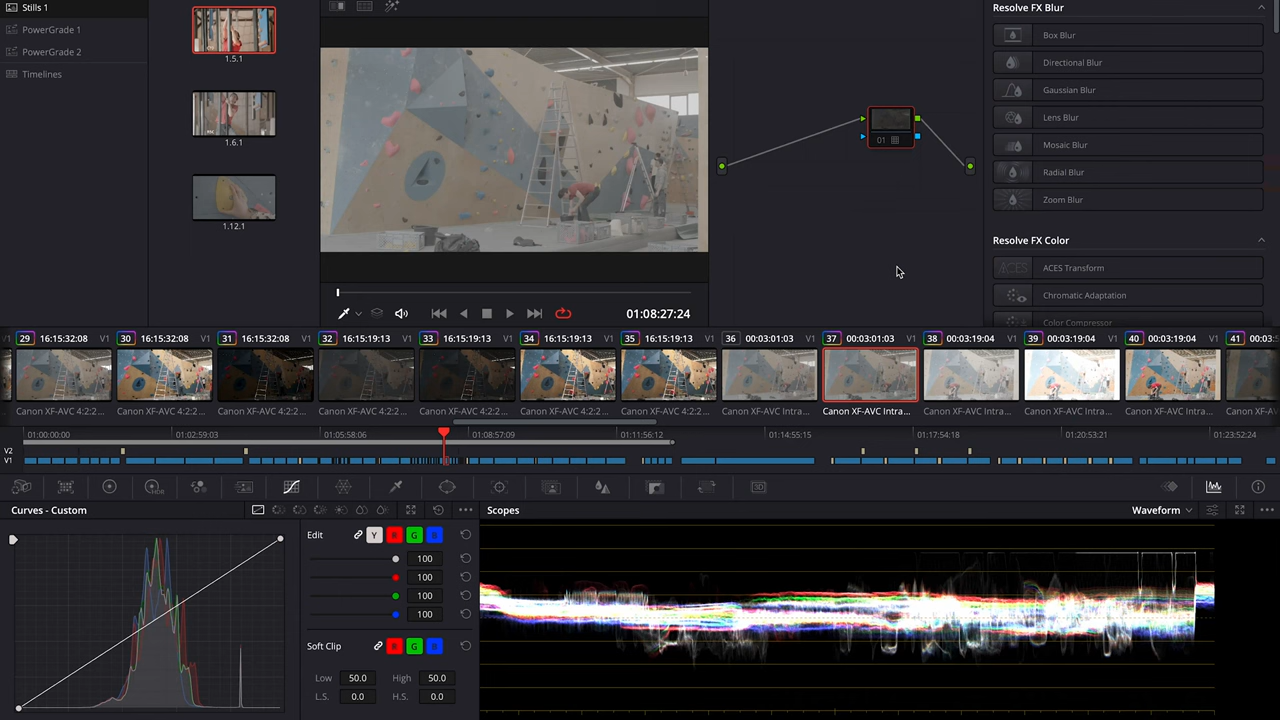 Stills 1
PowerGrade 1
PowerGrade 2
Timelines
1.5.1
1.6.1
1.12.1
01:08:27:24
01
Resolve FX Blur
Box Blur
Directional Blur
Gaussian Blur
Lens Blur
Mosaic Blur
Radial Blur
Zoom Blur
Resolve FX Color
ACES
ACES Transform
Chromatic Adaptation
Color Compressor
V1 29 16:15:32:08 V1 30 16:15:32:08 V1 31 16:15:32:08 V1 32 16:15:19:13 V1 33 16:15:19:13 V1 34 16:15:19:13 V1 35 16:15:19:13 V1 36 00:03:01:03 V1 37 00:03:01:03 V1 38 00:03:19:04 V1 39 00:03:19:04 V1 40 00:03:19:04 V1 41 00:03:
Canon XF-AVC 4:2:2... Canon XF-AVC 4:2:2... Canon XF-AVC 4:2:2... Canon XF-AVC 4:2:2... Canon XF-AVC 4:2:2... Canon XF-AVC 4:2:2... Canon XF-AVC 4:2:2... Canon XF-AVC Intra... Canon XF-AVC Intra... Canon XF-AVC Intra... Canon XF-AVC Intra... Canon XF-AVC Intra... Canon XF-A
01:00:00:00 01:02:59:03 01:05:58:06 01:08:57:09 01:11:56:12 01:14:55:15 01:17:54:18 01:20:53:21 01:23:52:24
V2
V1
HDR
3D
Curves - Custom
Edit Y R G B
100
100
100
100
Soft Clip R G B
Low 50.0 High 50.0
L.S. 0.0 H.S. 0.0
Scopes
Waveform